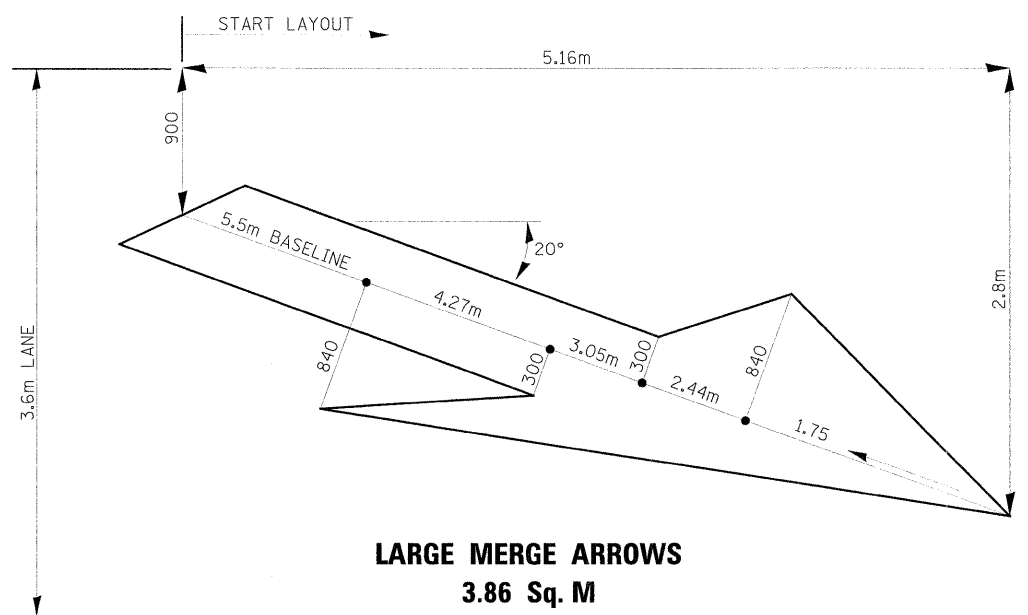 START LAYOUT
5.16m
900
5.5m BASELINE
20°
4.27m
2.8m
3.6m LANE
840
300
3.05m
300
840
2.44m
1.75
LARGE MERGE ARROWS
3.86 Sq. M